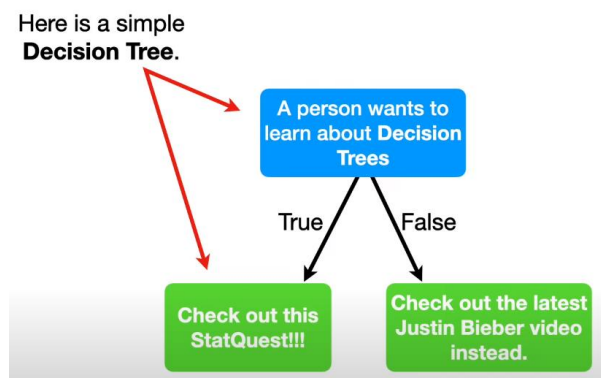 Here is a simple
Decision Tree.
A person wants to
learn about Decision
Trees
True
False
Check out this
StatQuest!!!
Check out the latest
Justin Bieber video
instead.